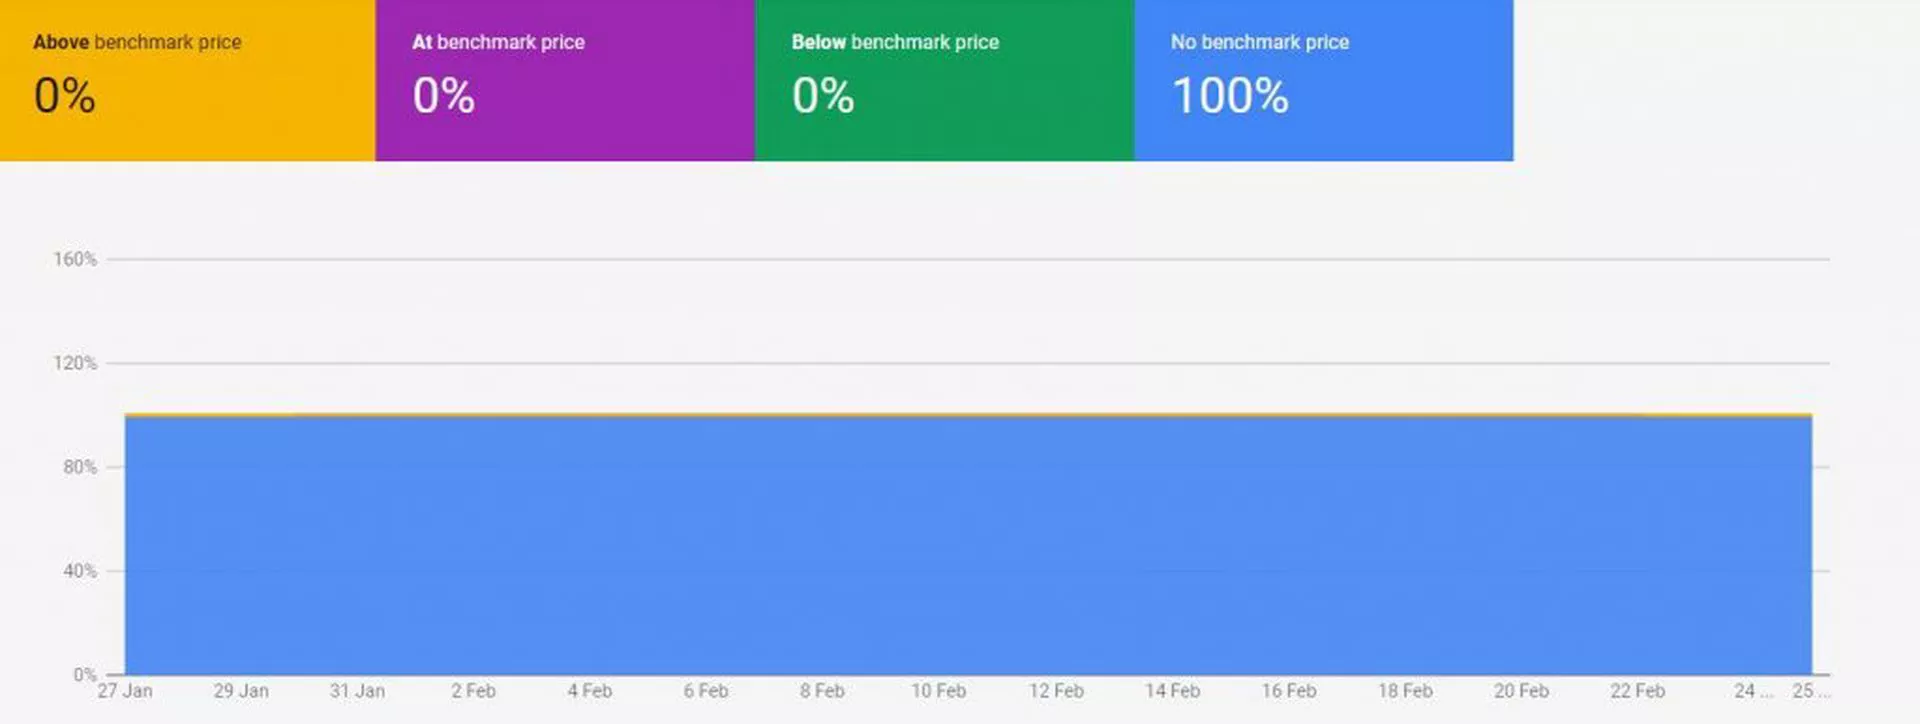 Above benchmark price
0%
At benchmark price
0%
Below benchmark price
0%
No benchmark price
100%
160%
120%
80%
40%
0%
27 Jan 29 Jan 31 Jan 2 Feb 4 Feb 6 Feb 8 Feb 10 Feb 12 Feb 14 Feb 16 Feb 18 Feb 20 Feb 22 Feb 24 ... 25 ...